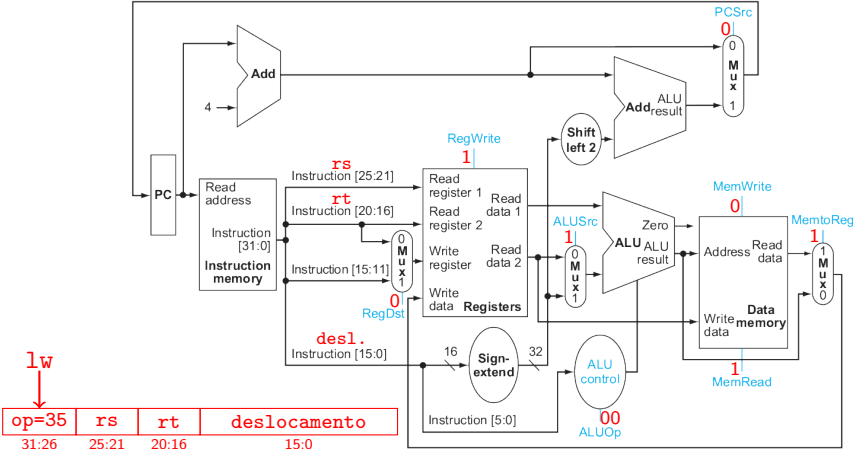 PCSrc
0
0
M
u
x
1
Add
4
Add
ALU
result
Shift
left 2
RegWrite
1
PC
Read
address
Instruction
[31:0]
Instruction
memory
rs
Instruction [25:21]
rt
Instruction [20:16]
Instruction [15:11]
0
M
u
x
1
0
RegDst
Read
register 1
Read
register 2
Write
register
Write
data
Read
data 1
Read
data 2
Registers
ALUSrc
1
0
M
u
x
1
Zero
ALU
ALU
result
MemWrite
0
Address
Read
data
Write
data
Data
memory
1
MemRead
MemtoReg
1
1
M
u
x
0
desl.
Instruction [15:0]
16
Sign-
extend
32
ALU
control
00
ALUOp
Instruction [5:0]
lw
op=35 rs rt deslocamento
31:26 25:21 20:16 15:0